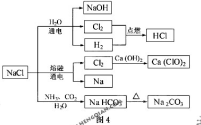 NaOH
H₂O
通电
Cl₂
点燃
HCl
H₂
NaCl
熔融
通电
Cl₂
Ca(OH)₂
Ca(ClO)₂
Na
NH₃, CO₂
H₂O
NaHCO₃
△
Na₂CO₃
图4